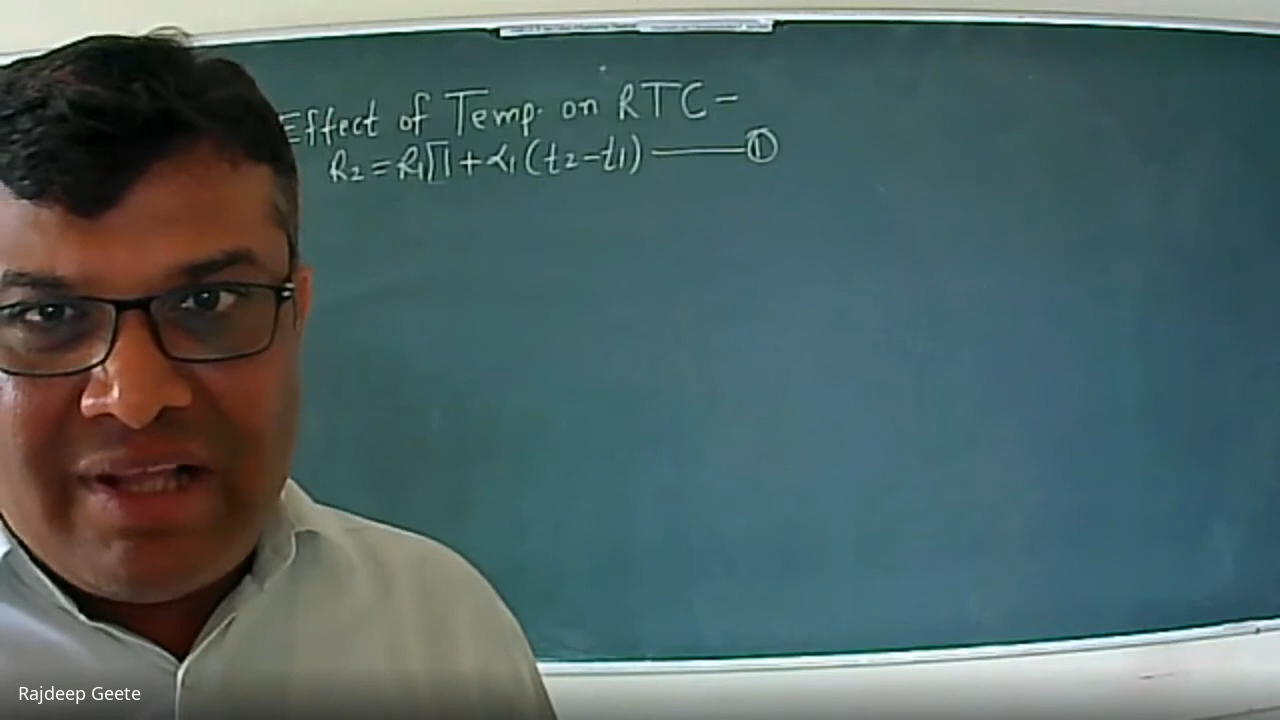 Effect of Temp. on RTC-
R₂=R₁[1+α₁(t₂-t₁) ——— ①
Rajdeep Geete